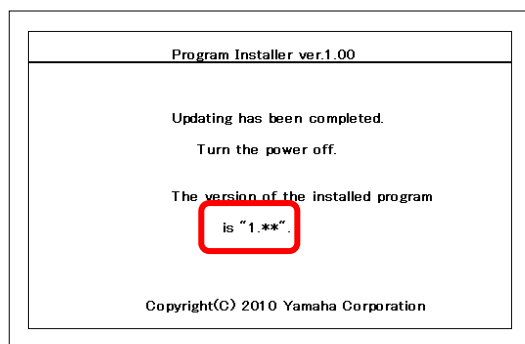 Program Installer ver.1.00
Updating has been completed.
Turn the power off.
The version of the installed program
is "1.**".
Copyright(C) 2010 Yamaha Corporation